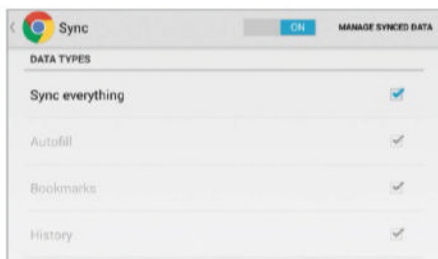 Sync ON MANAGE SYNCED DATA
DATA TYPES
Sync everything
Autofill
Bookmarks
History